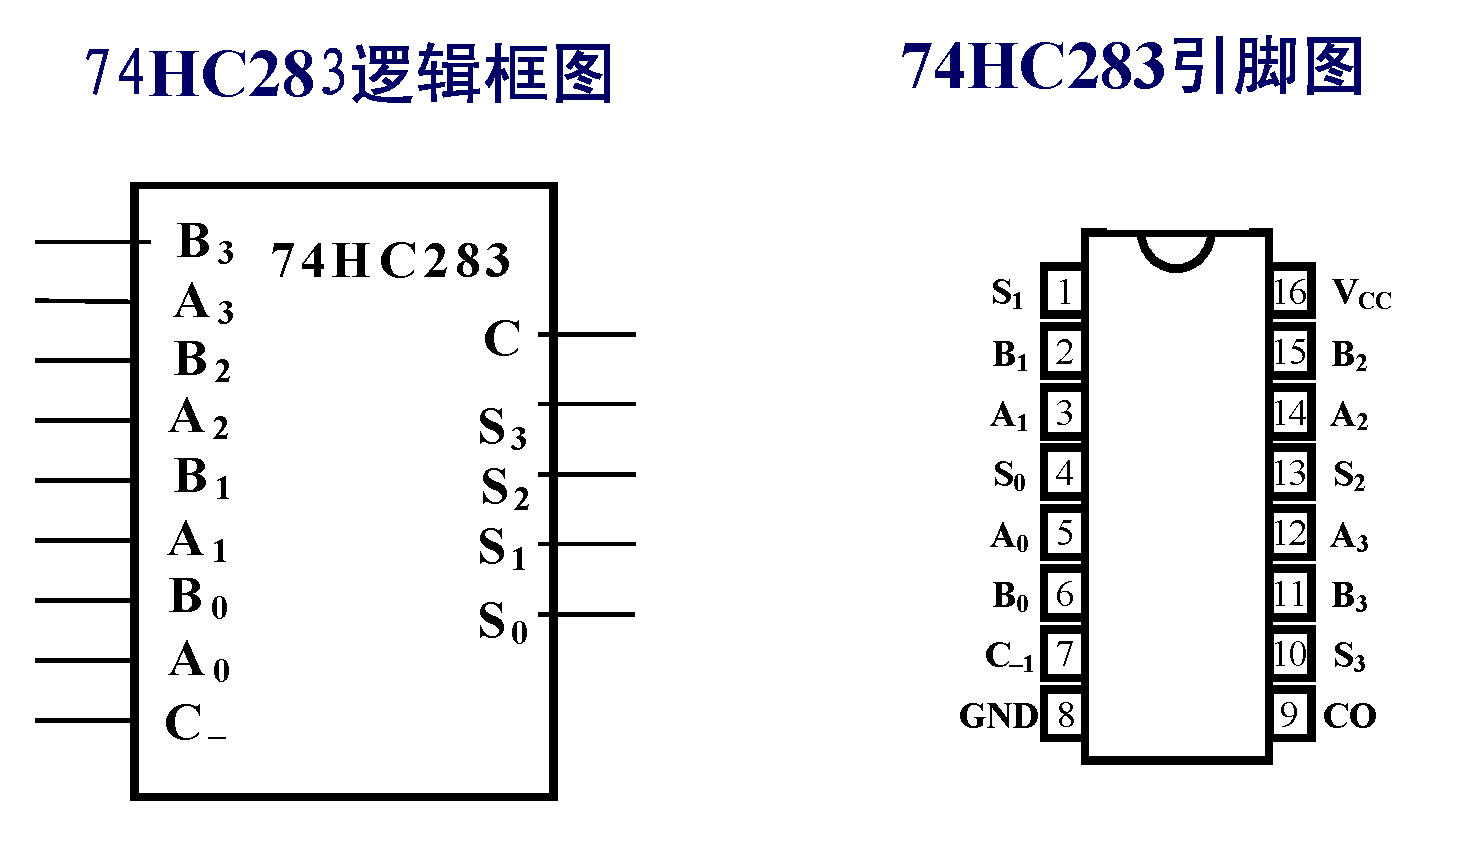 74HC283逻辑框图
74HC283引脚图
B3
74HC283
A3
B2
A2
B1
A1
B0
A0
C–
C
S3
S2
S1
S0
S1 1
B1 2
A1 3
S0 4
A0 5
B0 6
C–1 7
GND 8
16 VCC
15 B2
14 A2
13 S2
12 A3
11 B3
10 S3
9 CO